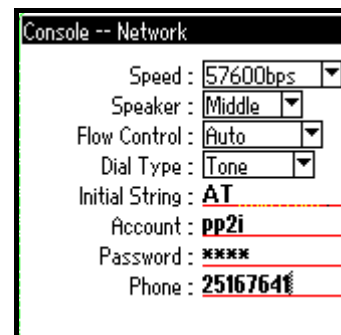 Console -- Network
Speed : 57600bps
Speaker : Middle
Flow Control : Auto
Dial Type : Tone
Initial String : AT
Account : pp2i
Password : ****
Phone : 25167641